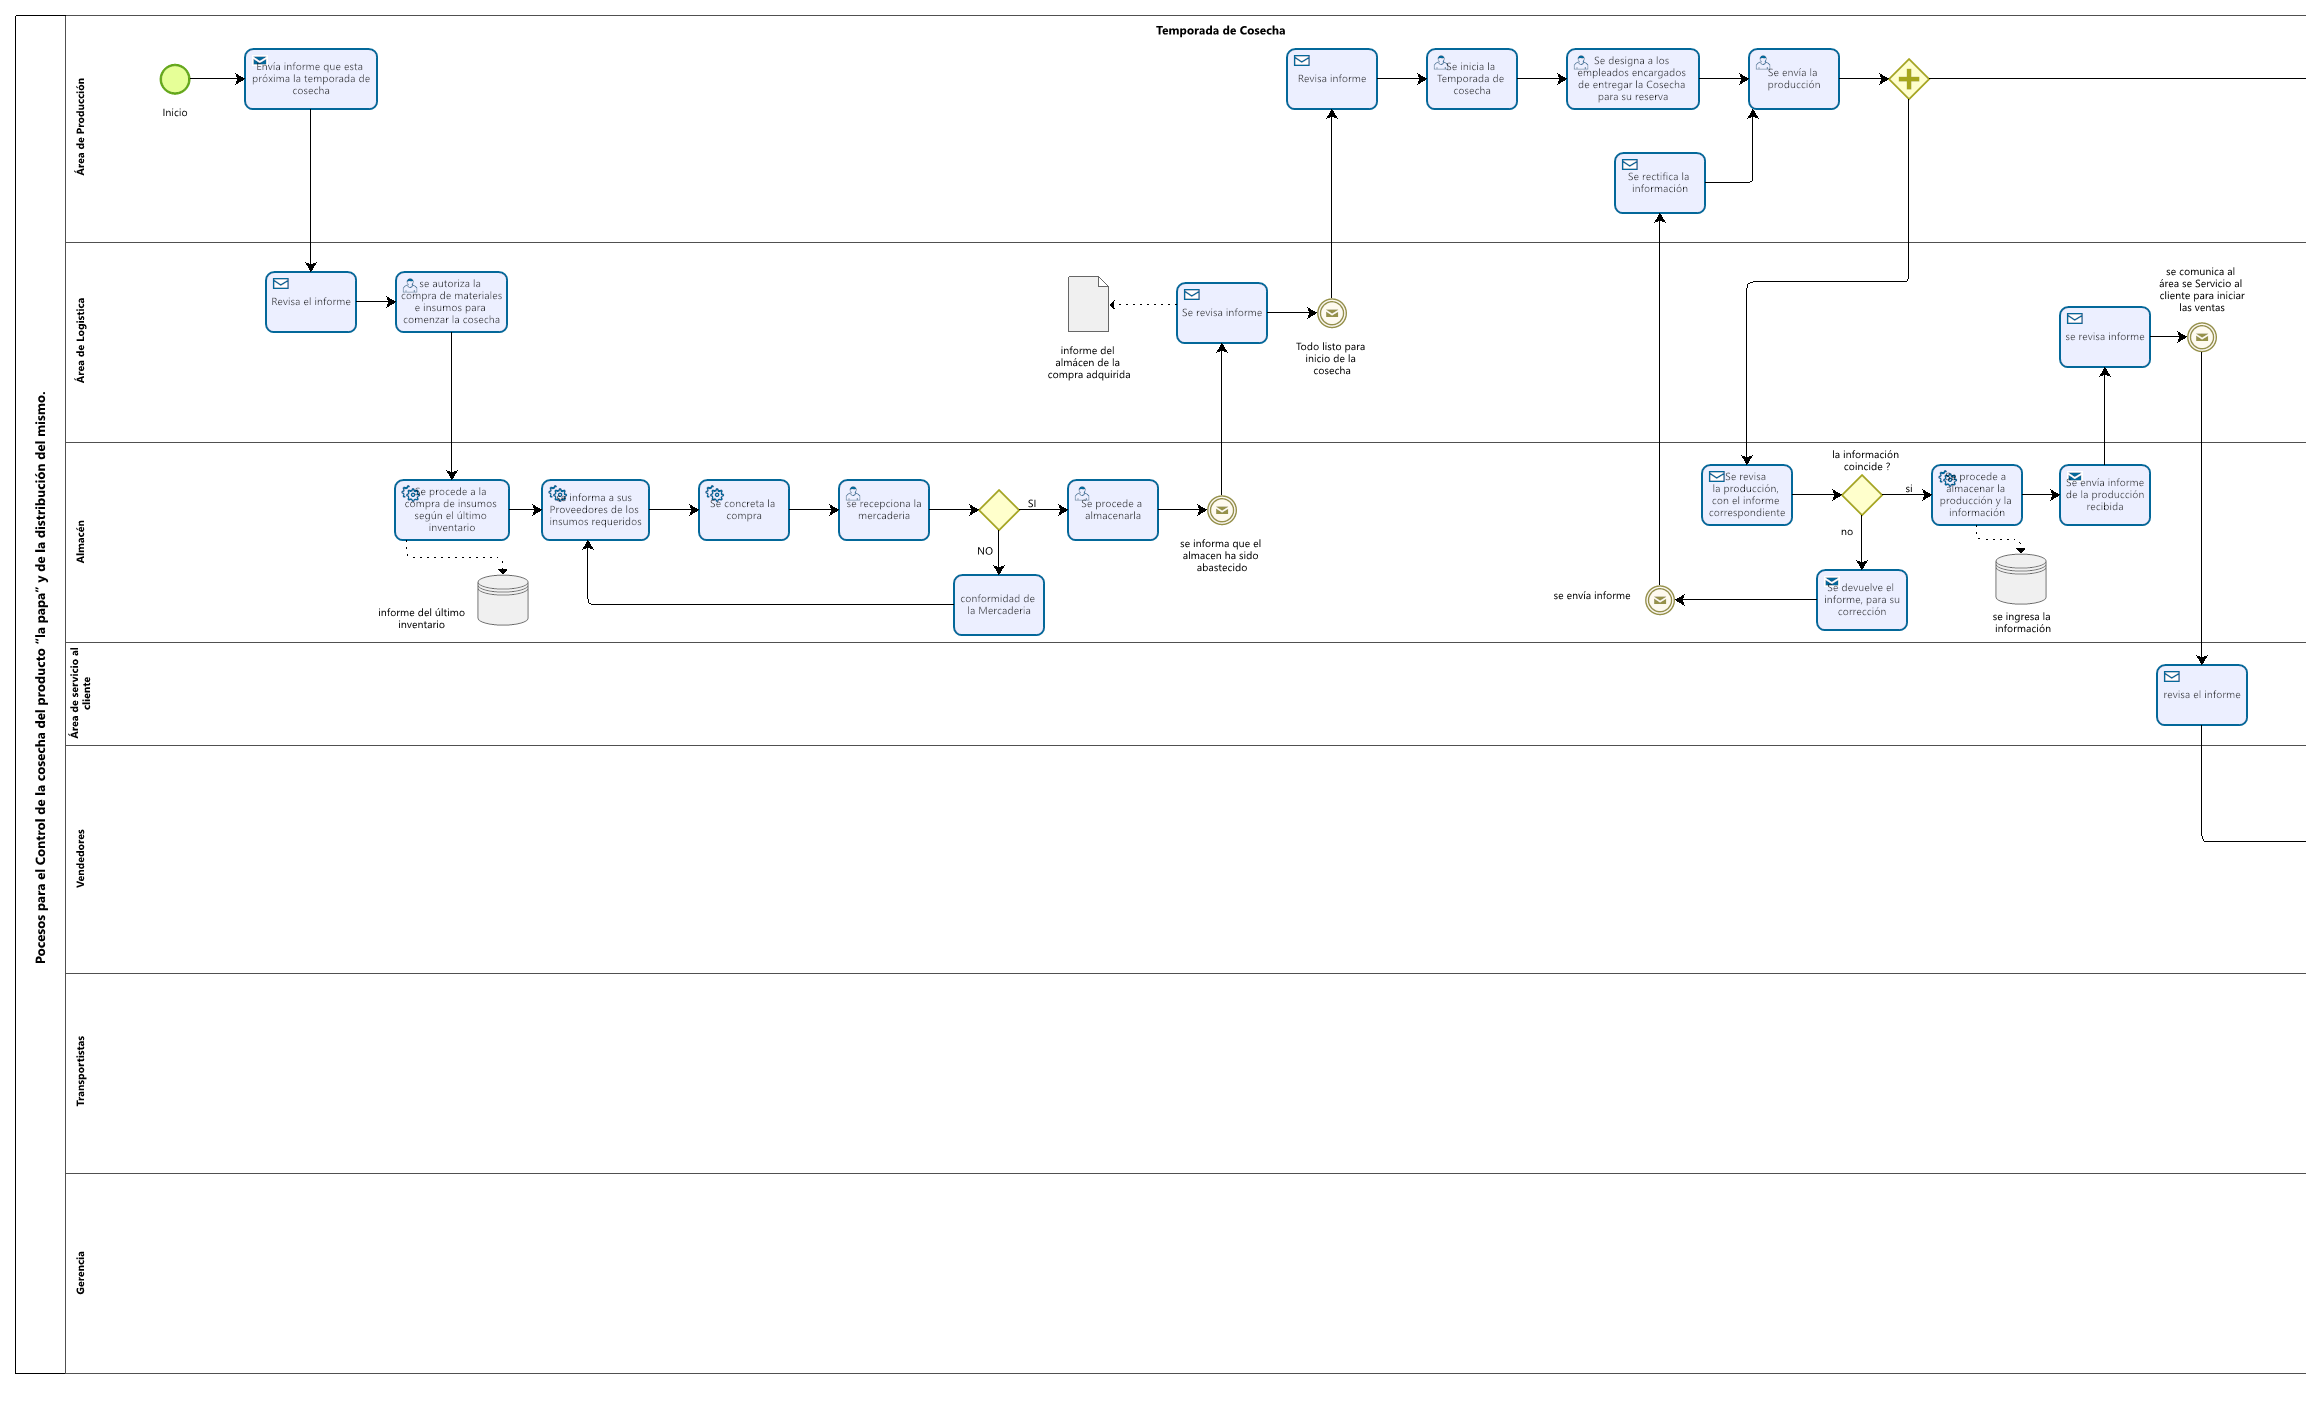 Pocesos para el Control de la cosecha del producto “la papa” y de la distribución del mismo.
Temporada de Cosecha
Área de Producción
Inicio
Envía informe que esta
próxima la temporada de
cosecha
Revisa informe
Se inicia la
Temporada de
cosecha
Se designa a los
empleados encargados
de entregar la Cosecha
para su reserva
Se envía la
producción
Se rectifica la
información
Área de Logística
Revisa el informe
se autoriza la
compra de materiales
e insumos para
comenzar la cosecha
informe del
almácen de la
compra adquirida
Se revisa informe
Todo listo para
inicio de la
cosecha
se revisa informe
se comunica al
área se Servicio al
cliente para iniciar
las ventas
Almacén
Se procede a la
compra de insumos
según el último
inventario
informe del último
inventario
informa a sus
Proveedores de los
insumos requeridos
Se concreta la
compra
se recepciona la
mercaderia
SI
NO
conformidad de
la Mercaderia
Se procede a
almacenarla
se informa que el
almacen ha sido
abastecido
se envía informe
Se revisa
la producción,
con el informe
correspondiente
la información
coincide ?
si
no
Se devuelve el
informe, para su
corrección
procede a
almacenar la
producción y la
información
se ingresa la
información
Se envía informe
de la producción
recibida
Área de servicio al
cliente
revisa el informe
Vendedores
Transportistas
Gerencia